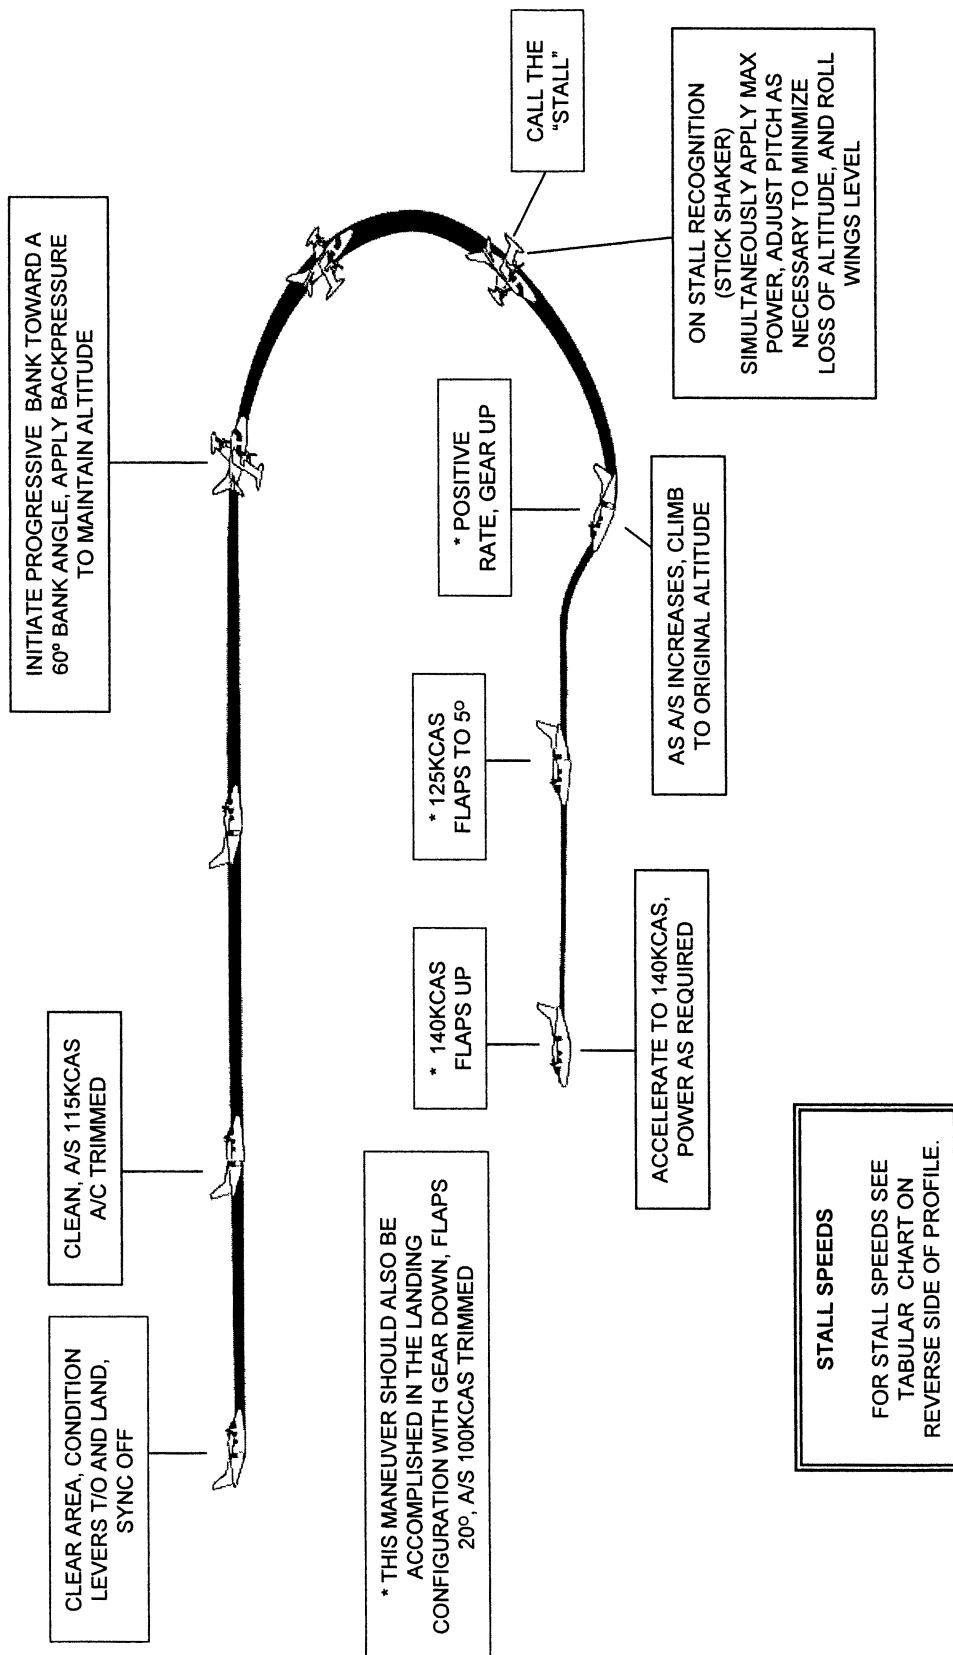 CLEAR AREA, CONDITION
LEVERS T/O AND LAND,
SYNC OFF
CLEAN, A/S 115KCAS
A/C TRIMMED
INITIATE PROGRESSIVE BANK TOWARD A
60º BANK ANGLE, APPLY BACKPRESSURE
TO MAINTAIN ALTITUDE
CALL THE
"STALL"
ON STALL RECOGNITION
(STICK SHAKER)
SIMULTANEOUSLY APPLY MAX
POWER, ADJUST PITCH AS
NECESSARY TO MINIMIZE
LOSS OF ALTITUDE, AND ROLL
WINGS LEVEL
* POSITIVE
RATE, GEAR UP
AS A/S INCREASES, CLIMB
TO ORIGINAL ALTITUDE
* 125KCAS
FLAPS TO 5º
* 140KCAS
FLAPS UP
ACCELERATE TO 140KCAS,
POWER AS REQUIRED
* THIS MANEUVER SHOULD ALSO BE
ACCOMPLISHED IN THE LANDING
CONFIGURATION WITH GEAR DOWN, FLAPS
20º, A/S 100KCAS TRIMMED
STALL SPEEDS
FOR STALL SPEEDS SEE
TABULAR CHART ON
REVERSE SIDE OF PROFILE.